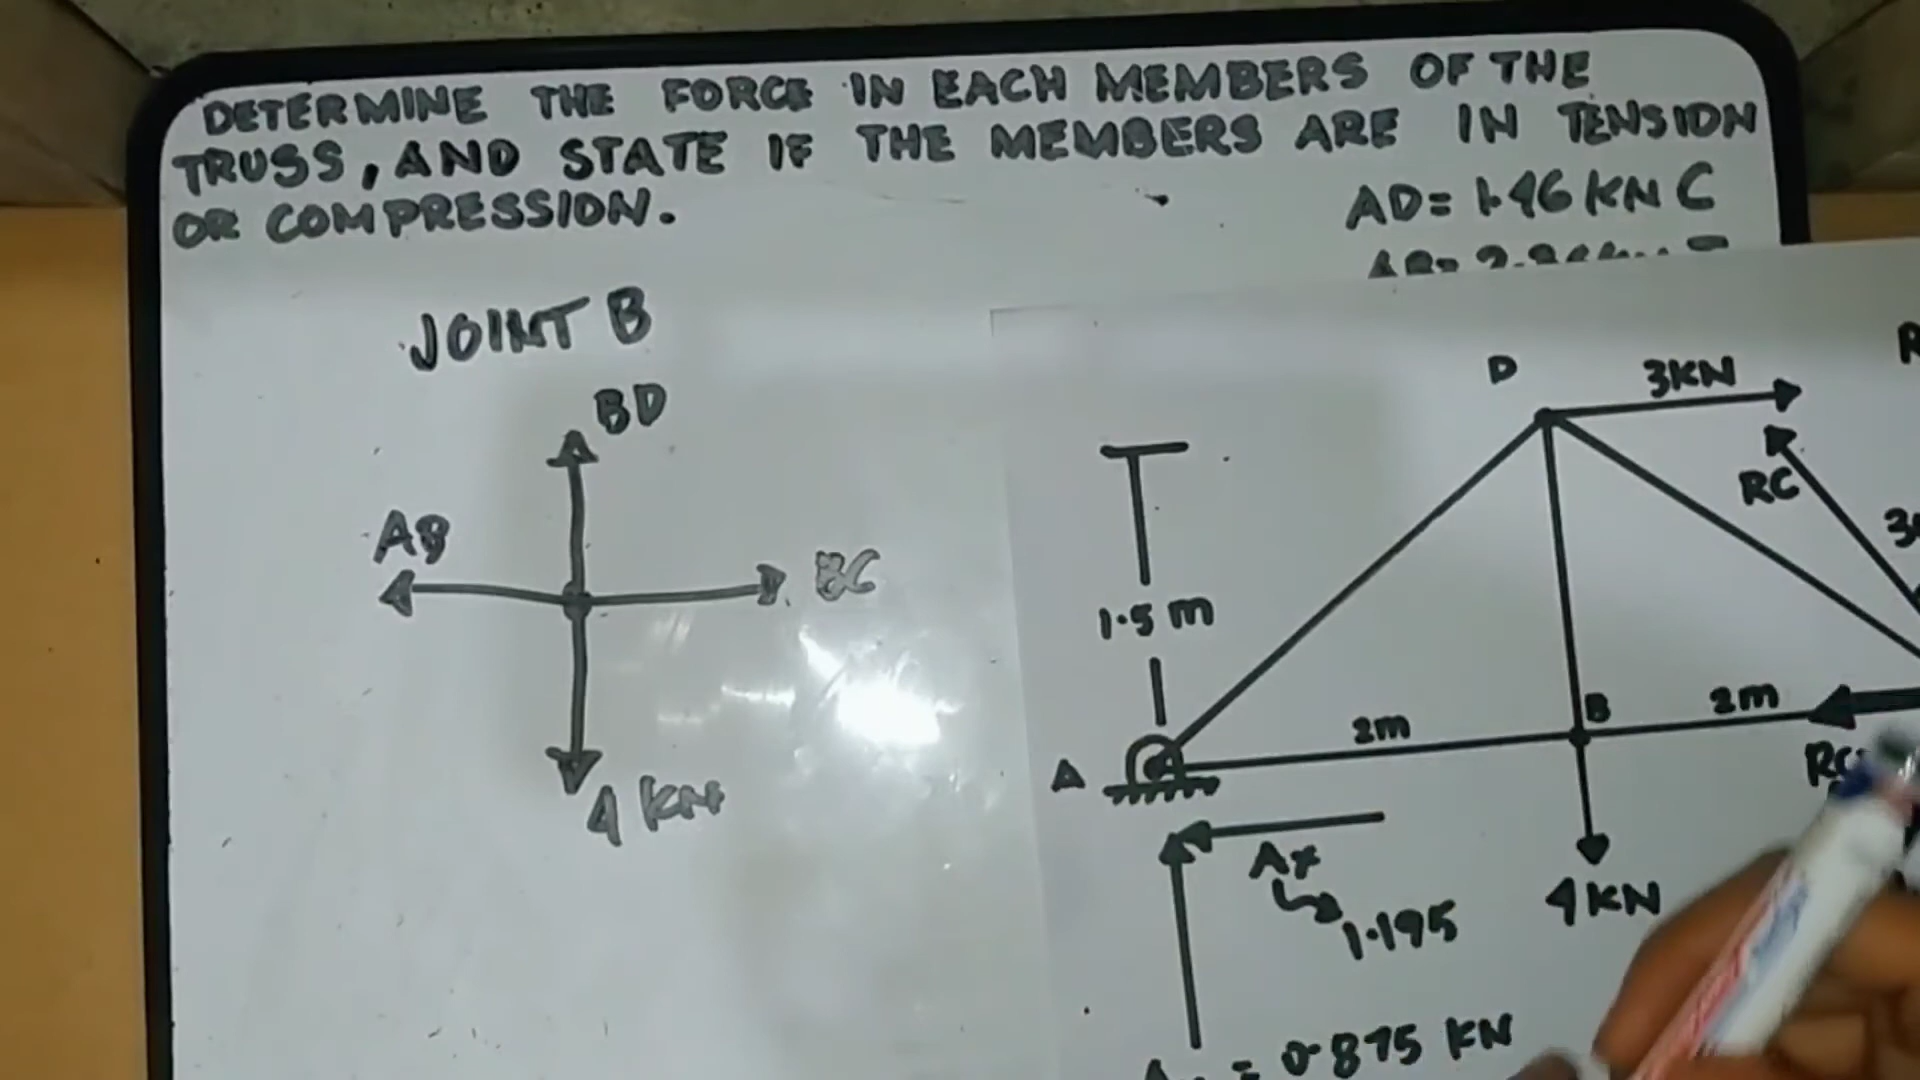 DETERMINE THE FORCE IN EACH MEMBERS OF THE
TRUSS, AND STATE IF THE MEMBERS ARE IN TENSION
OR COMPRESSION.
AD = 1.46 KN C
JOINT B
BD
AB
BC
4 KN
D
3KN
RC
1.5 m
A
2m
B
2m
Ax
1.195
4KN
= 0.875 KN